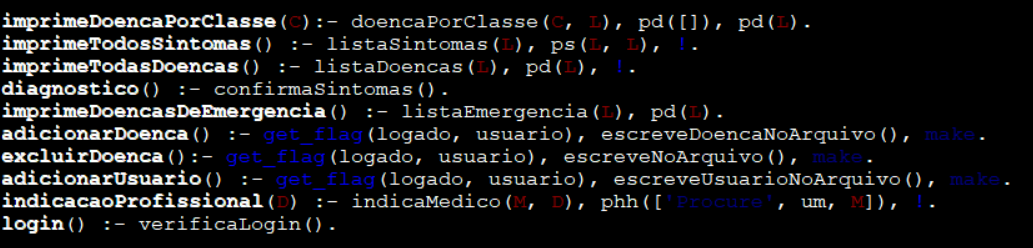 imprimeDoencaPorClasse(C):- doencaPorClasse(C, L), pd([]), pd(L).
imprimeTodosSintomas() :- listaSintomas(L), ps(L, L), !.
imprimeTodasDoencas() :- listaDoencas(L), pd(L), !.
diagnostico() :- confirmaSintomas().
imprimeDoencasDeEmergencia() :- listaEmergencia(L), pd(L).
adicionarDoenca() :- get_flag(logado, usuario), escreveDoencaNoArquivo(), make.
excluirDoenca():- get_flag(logado, usuario), escreveNoArquivo(), make.
adicionarUsuario() :- get_flag(logado, usuario), escreveUsuarioNoArquivo(), make.
indicacaoProfissional(D) :- indicaMedico(M, D), phh(['Procure', um, M]), !.
login() :- verificaLogin().